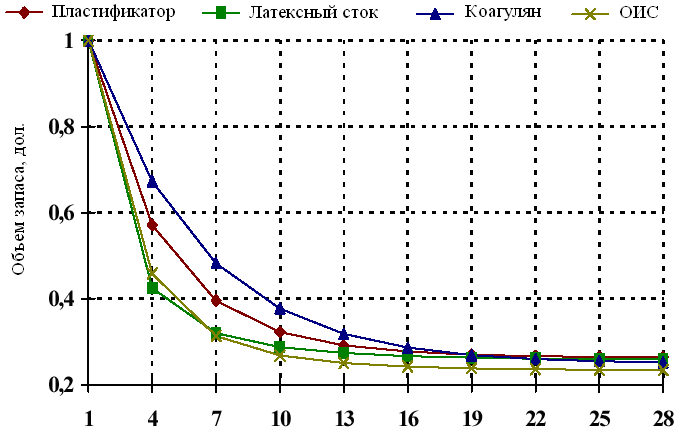 Пластификатор Латексный сток Коагулян ОИС
Объем запаса, дол.
1
0,8
0,6
0,4
0,2
1 4 7 10 13 16 19 22 25 28